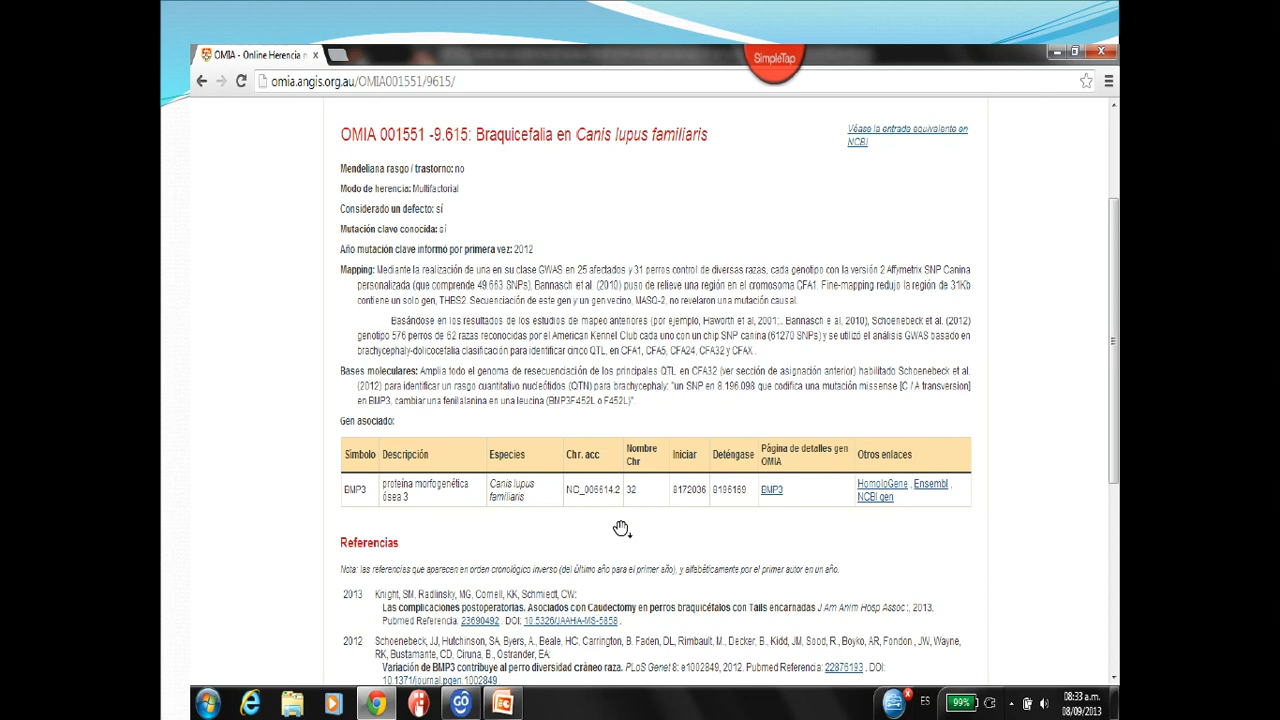 OMIA - Online Herencia n
SimpleTap
omia.angis.org.au/OMIA001551/9615/
OMIA 001551 -9.615: Braquicefalia en Canis lupus familiaris
Véase la entrada equivalente en
NCBI
Mendeliana rasgo / trastorno: no
Modo de herencia: Multifactorial
Considerado un defecto: sí
Mutación clave conocida: sí
Año mutación clave informó por primera vez: 2012
Mapping: Mediante la realización de una en su clase GWAS en 25 afectados y 31 perros control de diversas razas, cada genotipo con la versión 2 Affymetrix SNP Canina
personalizada (que comprende 49.663 SNPs), Bannasch et al. (2010) puso de relieve una región en el cromosoma CFA1. Fine-mapping redujo la región de 31Kb
contiene un solo gen, THBS2. Secuenciación de este gen y un gen vecino, MASQ-2, no revelaron una mutación causal.
Basándose en los resultados de los estudios de mapeo anteriores (por ejemplo, Haworth et al, 2001;. Bannasch e al, 2010), Schoenebeck et al. (2012)
genotipo 576 perros de 62 razas reconocidas por el American Kennel Club cada uno con un chip SNP canina (61270 SNPs) y se utilizó el análisis GWAS basado en
brachycephaly-dolicocefalia clasificación para identificar cinco QTL, en CFA1, CFA5, CFA24, CFA32 y CFAX .
Bases moleculares: Amplia todo el genoma de resecuenciación de los principales QTL en CFA32 (ver sección de asignación anterior) habilitado Schoenebeck et al.
(2012) para identificar un rasgo cuantitativo nucleótidos (QTN) para brachycephaly: "un SNP en 8.196.098 que codifica una mutación missense [C / A transversion]
en BMP3, cambiar una fenilalanina en una leucina (BMP3F452L o F452L)".
Gen asociado:
Símbolo Descripción Especies Chr. acc Nombre Chr Iniciar Deténgase Página de detalles gen OMIA Otros enlaces
BMP3 proteína morfogenética ósea 3 Canis lupus familiaris NC_006614.2 32 8172036 8196169 BMP3 HomoloGene , Ensembl , NCBI gen
Referencias
Nota: las referencias que aparecen en orden cronológico inverso (del último año para el primer año), y alfabéticamente por el primer autor en un año.
2013 Knight, SM, Radlinsky, MG, Cornell, KK, Schmiedt, CW:
Las complicaciones postoperatorias. Asociados con Caudectomy en perros braquicéfalos con Tails encarnadas J Am Anim Hosp Assoc :, 2013.
Pubmed Referencia: 23690492 . DOI: 10.5326/JAAHA-MS-5858 .
2012 Schoenebeck, JJ, Hutchinson, SA, Byers, A., Beale, HC, Carrington, B. Faden, DL, Rimbault, M., Decker, B., Kidd, JM, Sood, R., Boyko, AR, Fondon , JW, Wayne,
RK, Bustamante, CD, Ciruna, B., Ostrander, EA:
Variación de BMP3 contribuye al perro diversidad cráneo raza. PLoS Genet 8: e1002849, 2012. Pubmed Referencia: 22876193 . DOI:
10.1371/journal.pgen.1002849 .
ES
99%
08:33 a.m.
08/09/2013